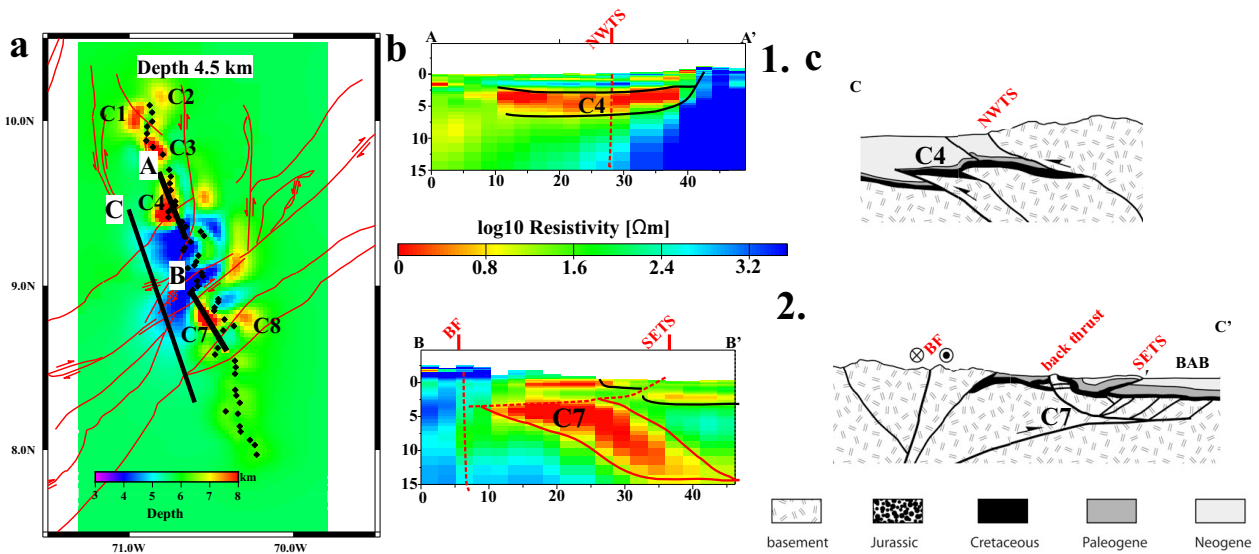 a
Depth 4.5 km
C2
C1
C3
A
C4
C
B
C7
C8
10.0N
9.0N
8.0N
71.0W
70.0W
km
3 4 5 6 7 8
Depth
b
A
NWTS
A'
0
5
10
15
C4
0 10 20 30 40 50
log10 Resistivity [Ωm]
0 0.8 1.6 2.4 3.2
B
BF
SETS
B'
0
5
10
15
C7
0 10 20 30 40
1. c
C
NWTS
C4
2.
C'
BF
back thrust
SETS
BAB
C7
basement
Jurassic
Cretaceous
Paleogene
Neogene